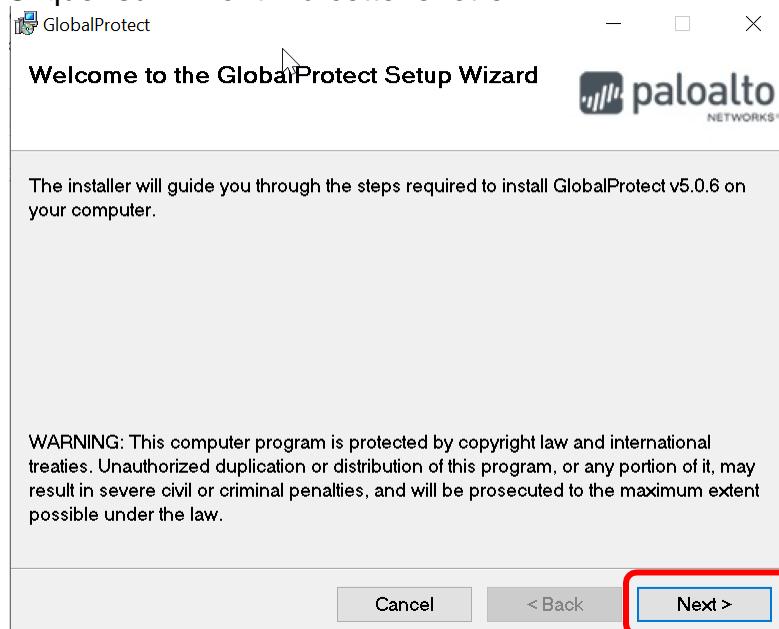 GlobalProtect
Welcome to the GlobalProtect Setup Wizard
paloalto
NETWORKS
The installer will guide you through the steps required to install GlobalProtect v5.0.6 on
your computer.
WARNING: This computer program is protected by copyright law and international
treaties. Unauthorized duplication or distribution of this program, or any portion of it, may
result in severe civil or criminal penalties, and will be prosecuted to the maximum extent
possible under the law.
Cancel
< Back
Next >